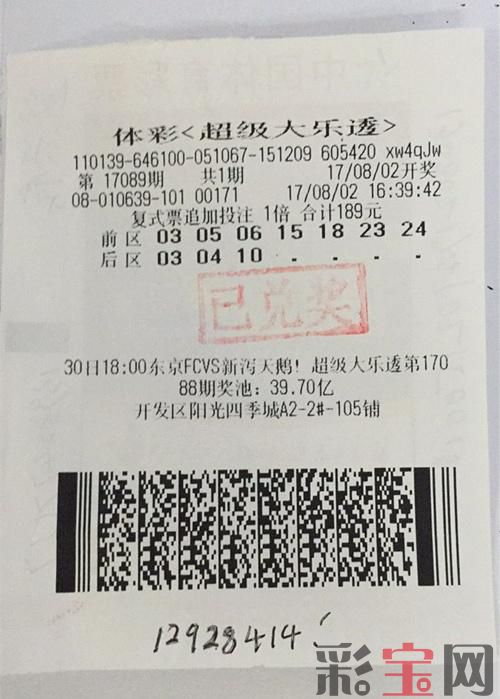 体彩<超级大乐透>
110139-646100-051067-151209 605420 xw4qJw
第 17089期 共1期 17/08/02开奖
08-010639-101 00171 17/08/02 16:39:42
复式票追加投注 1倍 合计189元
前区 03 05 06 15 18 23 24
后区 03 04 10 . . . .
已兑奖
30日18:00东京FCVS新泻天鹅! 超级大乐透第170
88期奖池: 39.70亿
开发区阳光四季城A2-2#-105铺
12928414
彩宝网